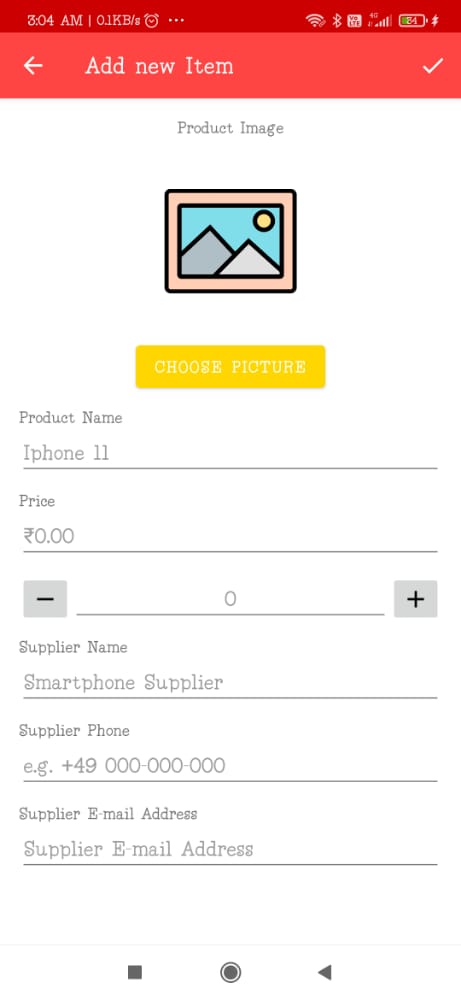 3:04 AM | 0.1KB/s ...
Vo LTE 4G 84
Add new Item
Product Image
CHOOSE PICTURE
Product Name
Iphone 11
Price
₹0.00
− 0 +
Supplier Name
Smartphone Supplier
Supplier Phone
e.g. +49 000-000-000
Supplier E-mail Address
Supplier E-mail Address